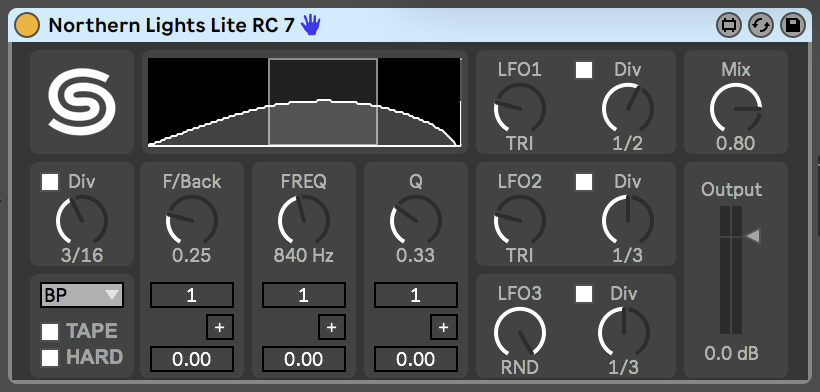 Northern Lights Lite RC 7
LFO1 Div
TRI 1/2
Mix
0.80
Div
3/16
F/Back
0.25
FREQ
840 Hz
Q
0.33
LFO2 Div
TRI 1/3
Output
0.0 dB
BP
TAPE
HARD
1
+
0.00
1
+
0.00
1
+
0.00
LFO3 Div
RND 1/3